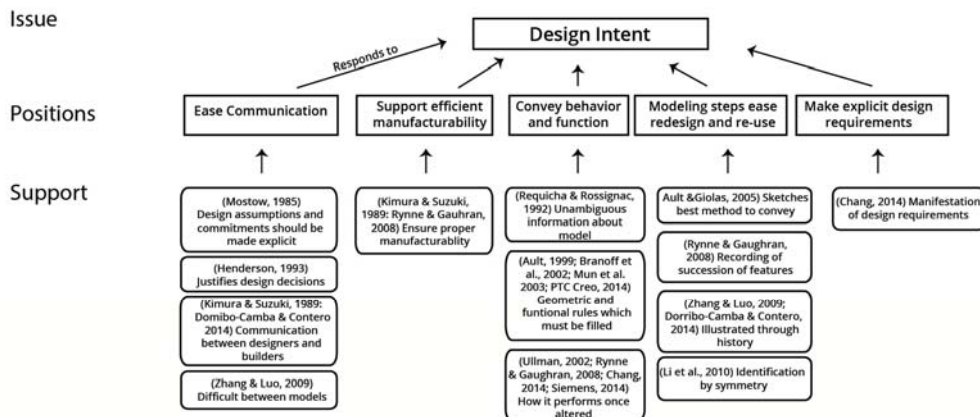 Issue
Design Intent
Responds to
Positions
Ease Communication
Support efficient
manufacturability
Convey behavior
and function
Modeling steps ease
redesign and re-use
Make explicit design
requirements
Support
(Mostow, 1985)
Design assumptions and
commitments should be
made explicit
(Henderson, 1993)
Justifies design decisions
(Kimura & Suzuki, 1989:
Domibo-Camba & Contero
2014) Communication
between designers and
builders
(Zhang & Luo, 2009)
Difficult between models
(Kimura & Suzuki,
1989: Rynne & Gauhran,
2008) Ensure proper
manufacturablity
(Requicha & Rossignac,
1992) Unambiguous
information about
model
(Ault, 1999; Branoff et
al., 2002; Mun et al.
2003; PTC Creo, 2014)
Geometric and
funtional rules which
must be filled
(Ullman, 2002; Rynne
& Gaughran, 2008; Chang,
2014; Siemens, 2014)
How it performs once
altered
Ault &Giolas, 2005) Sketches
best method to convey
(Rynne & Gaughran,
2008) Recording of
succession of features
(Zhang & Luo, 2009;
Dorribo-Camba & Contero,
2014) Illustrated through
history
(Li et al., 2010) Identification
by symmetry
(Chang, 2014) Manifestation
of design requirements